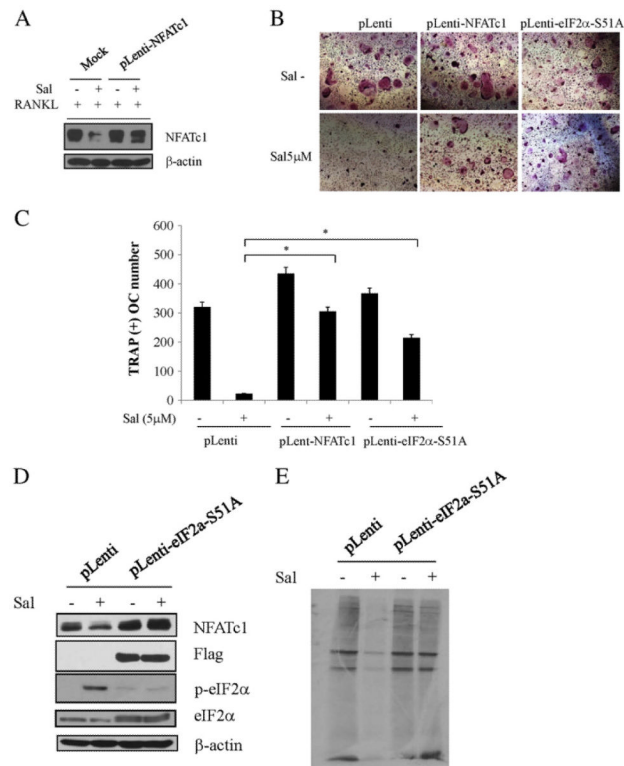 A
Mock pLenti-NFATc1
Sal - + - +
RANKL + + + +
NFATc1
β-actin
B
pLenti pLenti-NFATc1 pLenti-eIF2α-S51A
Sal -
Sal5μM
C
TRAP (+) OC number
600
500
400
300
200
100
0
* *
Sal (5μM) - + - + - +
pLenti pLent-NFATc1 pLenti-eIF2α-S51A
D
pLenti pLenti-eIF2a-S51A
Sal - + - +
NFATc1
Flag
p-eIF2α
eIF2α
β-actin
E
pLenti pLenti-eIF2a-S51A
Sal - + - +